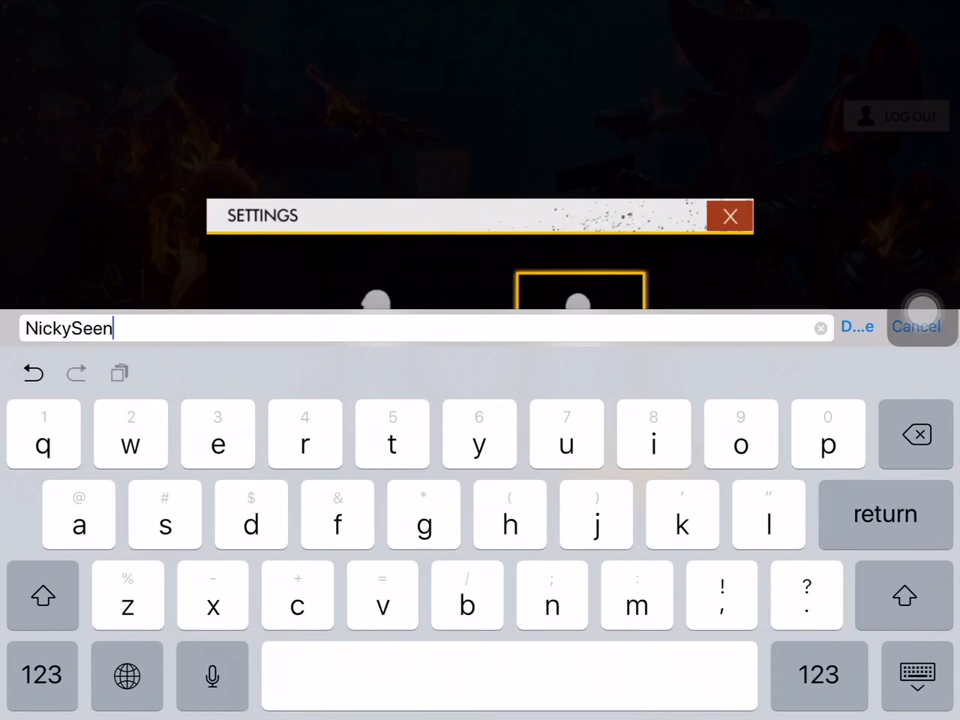 LOG OUT
SETTINGS
X
NickySeen
D...e
Cancel
1 2 3 4 5 6 7 8 9 0
q w e r t y u i o p
@ # $ & * ( ) ' "
a s d f g h j k l return
% - + = / ; : ! ?
z x c v b n m , .
123 123